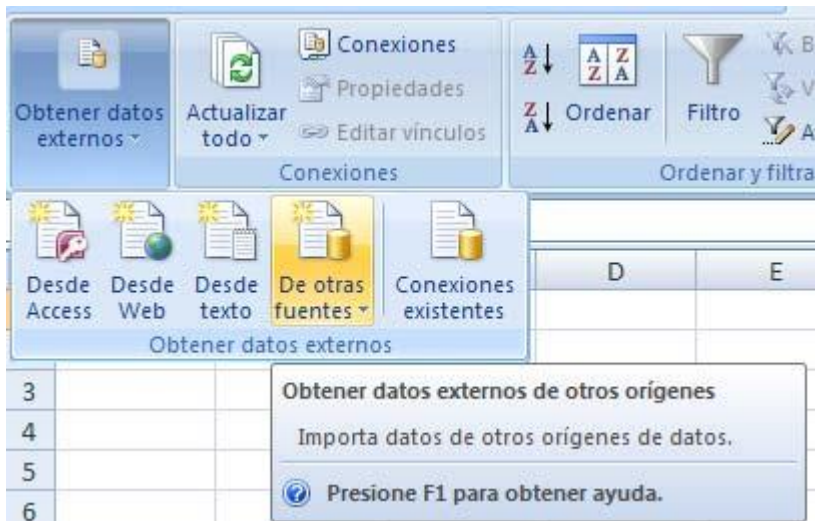 Obtener datos
externos
Actualizar
todo
Conexiones
Propiedades
Editar vínculos
Conexiones
A
Z
Z
A
A Z
Z A
Ordenar
Filtro
Ordenar y filtra
Desde
Access
Desde
Web
Desde
texto
De otras
fuentes
Conexiones
existentes
Obtener datos externos
D
E
3
4
5
6
Obtener datos externos de otros orígenes
Importa datos de otros orígenes de datos.
Presione F1 para obtener ayuda.